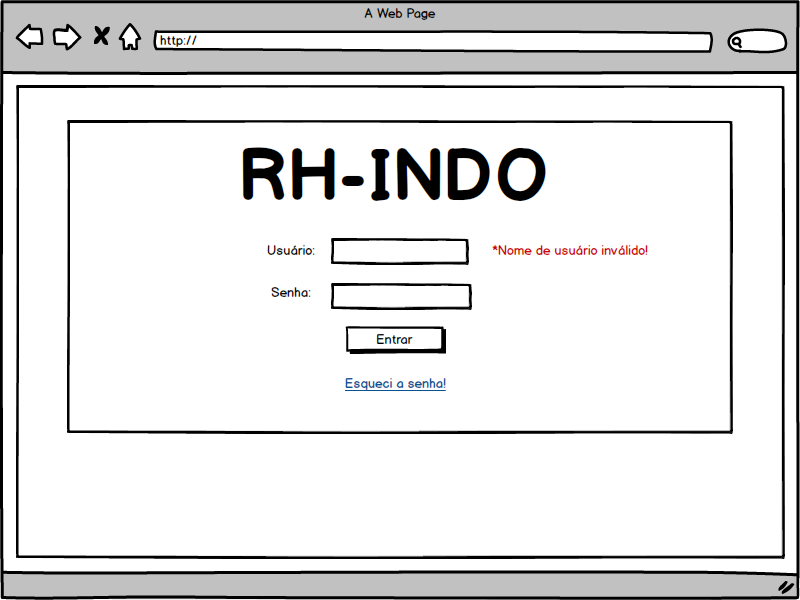 A Web Page
http://
RH-INDO
Usuário:
*Nome de usuário inválido!
Senha:
Entrar
Esqueci a senha!